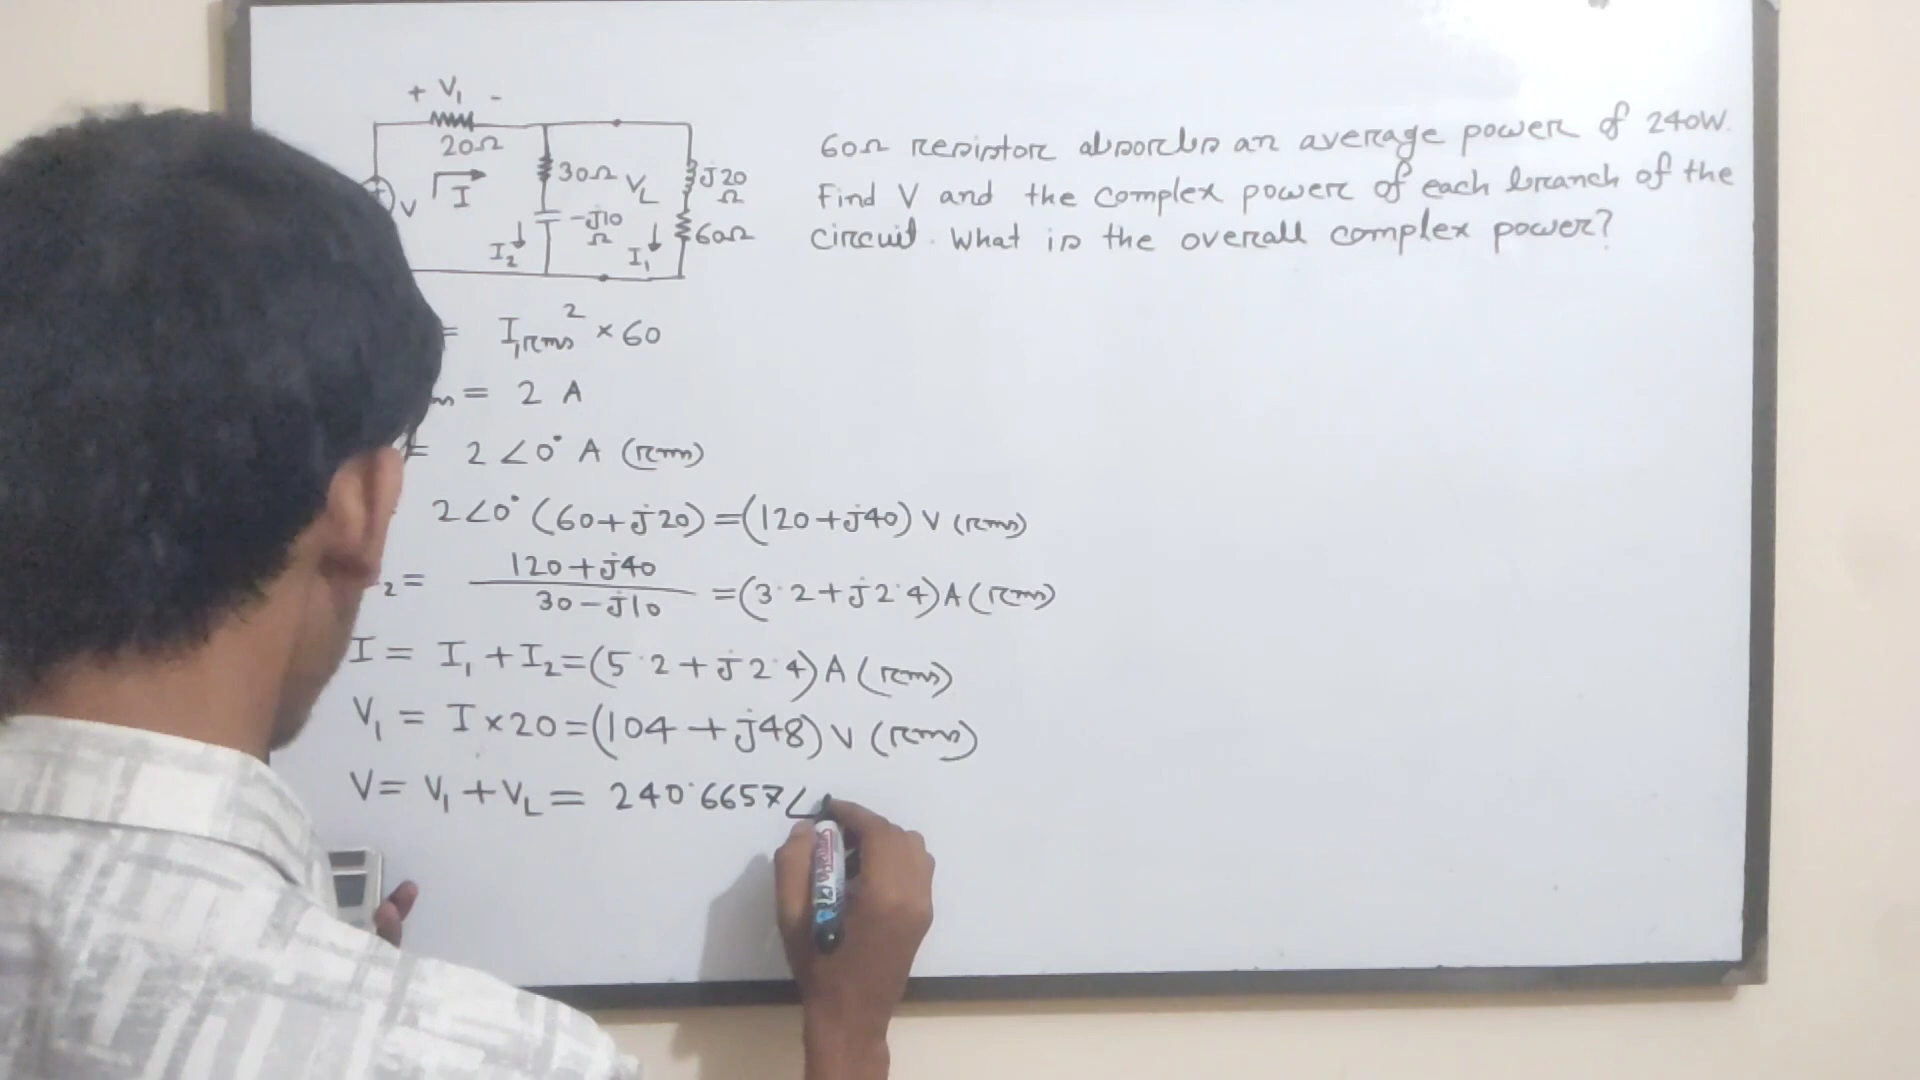 + V₁ -
20Ω
I
V
30Ω
-j10
Ω
I₂
V_L
I₁
j20
Ω
60Ω
60Ω resistor absorbs an average power of 240W.
Find V and the complex power of each branch of the
circuit. What is the overall complex power?
= I₁rms² × 60
= 2 A
= 2∠0° A (rms)
2∠0° (60+j20) = (120+j40) V (rms)
₂ = 120+j40 / 30-j10 = (3.2+j2.4) A (rms)
I = I₁ + I₂ = (5.2+j2.4) A (rms)
V₁ = I×20 = (104+j48) V (rms)
V = V₁ + V_L = 240.6657∠